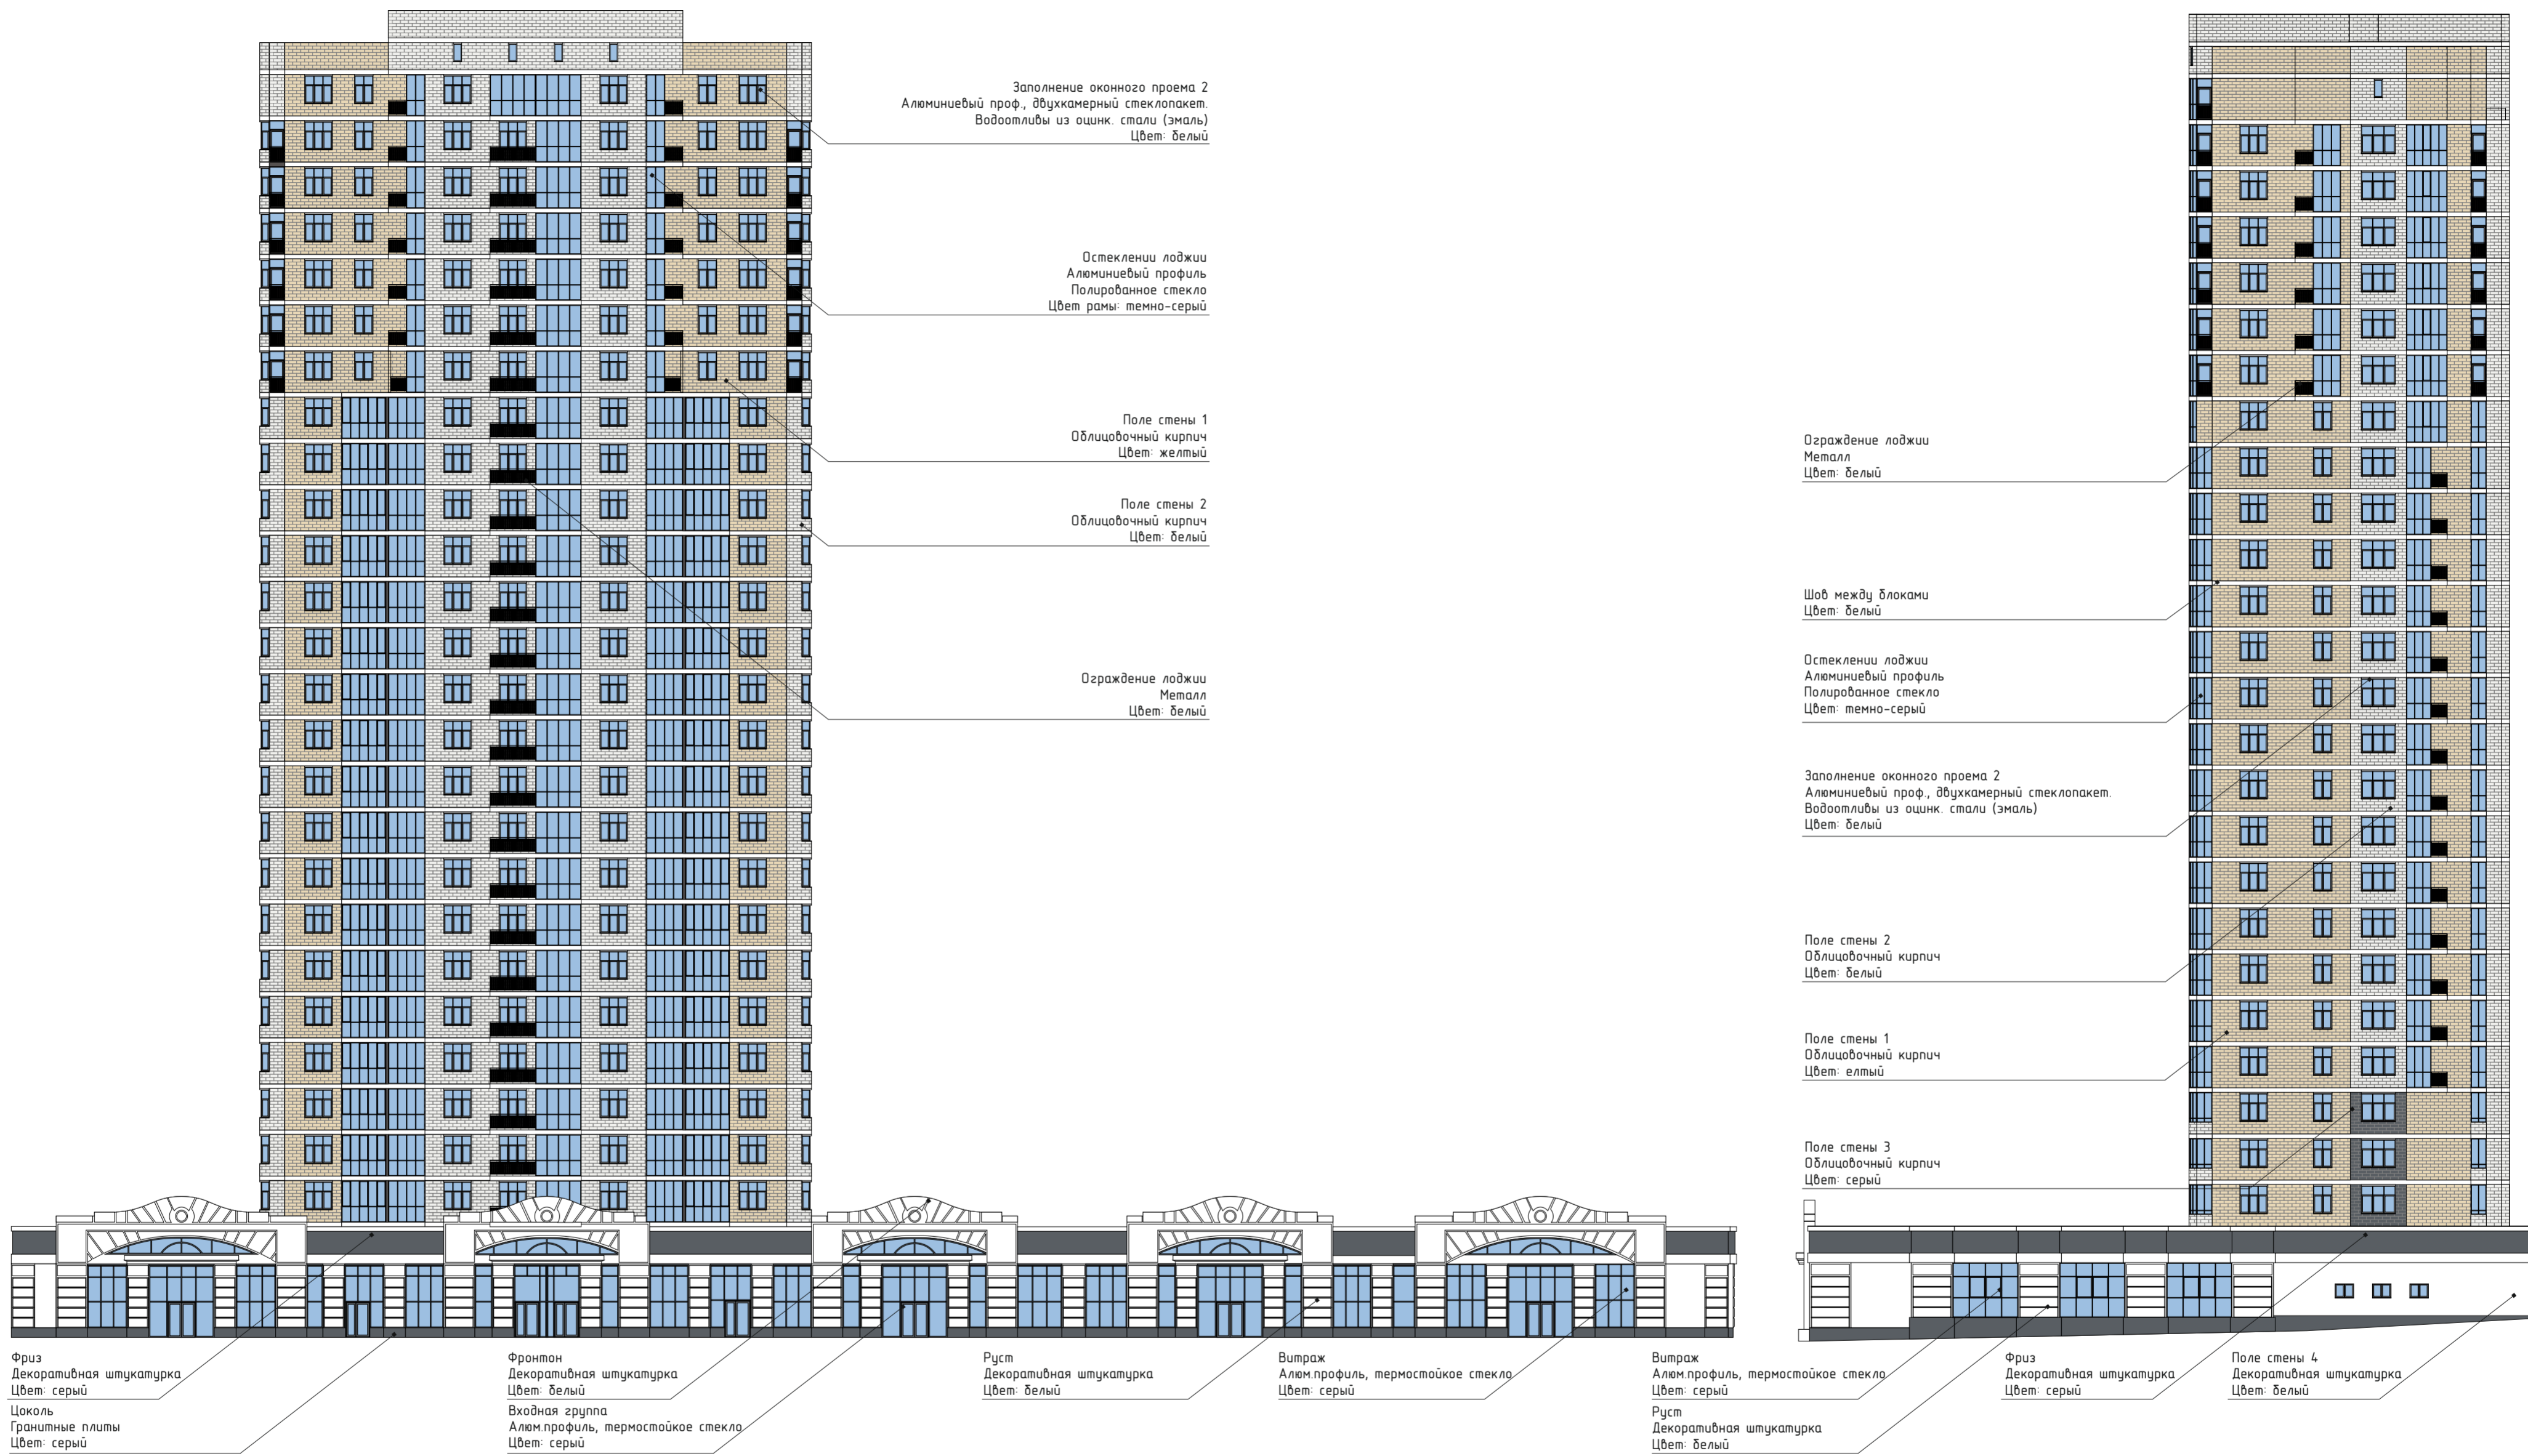 Заполнение оконного проема 2
Алюминиевый проф., двухкамерный стеклопакет.
Водоотливы из оцинк. стали (эмаль)
Цвет: белый
Остеклении лоджии
Алюминиевый профиль
Полированное стекло
Цвет рамы: темно-серый
Поле стены 1
Облицовочный кирпич
Цвет: желтый
Поле стены 2
Облицовочный кирпич
Цвет: белый
Ограждение лоджии
Металл
Цвет: белый
Ограждение лоджии
Металл
Цвет: белый
Шов между блоками
Цвет: белый
Остеклении лоджии
Алюминиевый профиль
Полированное стекло
Цвет: темно-серый
Заполнение оконного проема 2
Алюминиевый проф., двухкамерный стеклопакет.
Водоотливы из оцинк. стали (эмаль)
Цвет: белый
Поле стены 2
Облицовочный кирпич
Цвет: белый
Поле стены 1
Облицовочный кирпич
Цвет: елтый
Поле стены 3
Облицовочный кирпич
Цвет: серый
Фриз
Декоративная штукатурка
Цвет: серый
Цоколь
Гранитные плиты
Цвет: серый
Фронтон
Декоративная штукатурка
Цвет: белый
Входная группа
Алюм.профиль, термостойкое стекло
Цвет: серый
Руст
Декоративная штукатурка
Цвет: белый
Витраж
Алюм.профиль, термостойкое стекло
Цвет: серый
Витраж
Алюм.профиль, термостойкое стекло
Цвет: серый
Руст
Декоративная штукатурка
Цвет: белый
Фриз
Декоративная штукатурка
Цвет: серый
Поле стены 4
Декоративная штукатурка
Цвет: белый